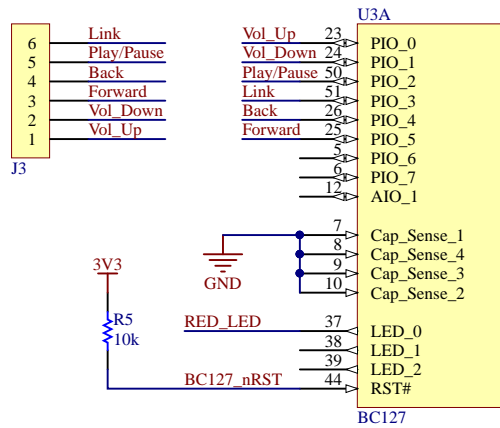 U3A
6 Link
5 Play/Pause
4 Back
3 Forward
2 Vol_Down
1 Vol_Up
J3
Vol_Up 23 PIO_0
Vol_Down 24 PIO_1
Play/Pause 50 PIO_2
Link 51 PIO_3
Back 26 PIO_4
Forward 25 PIO_5
5 PIO_6
6 PIO_7
12 AIO_1
7 Cap_Sense_1
8 Cap_Sense_4
9 Cap_Sense_3
10 Cap_Sense_2
GND
3V3
R5
10k
RED_LED 37 LED_0
38 LED_1
39 LED_2
BC127_nRST 44 RST#
BC127